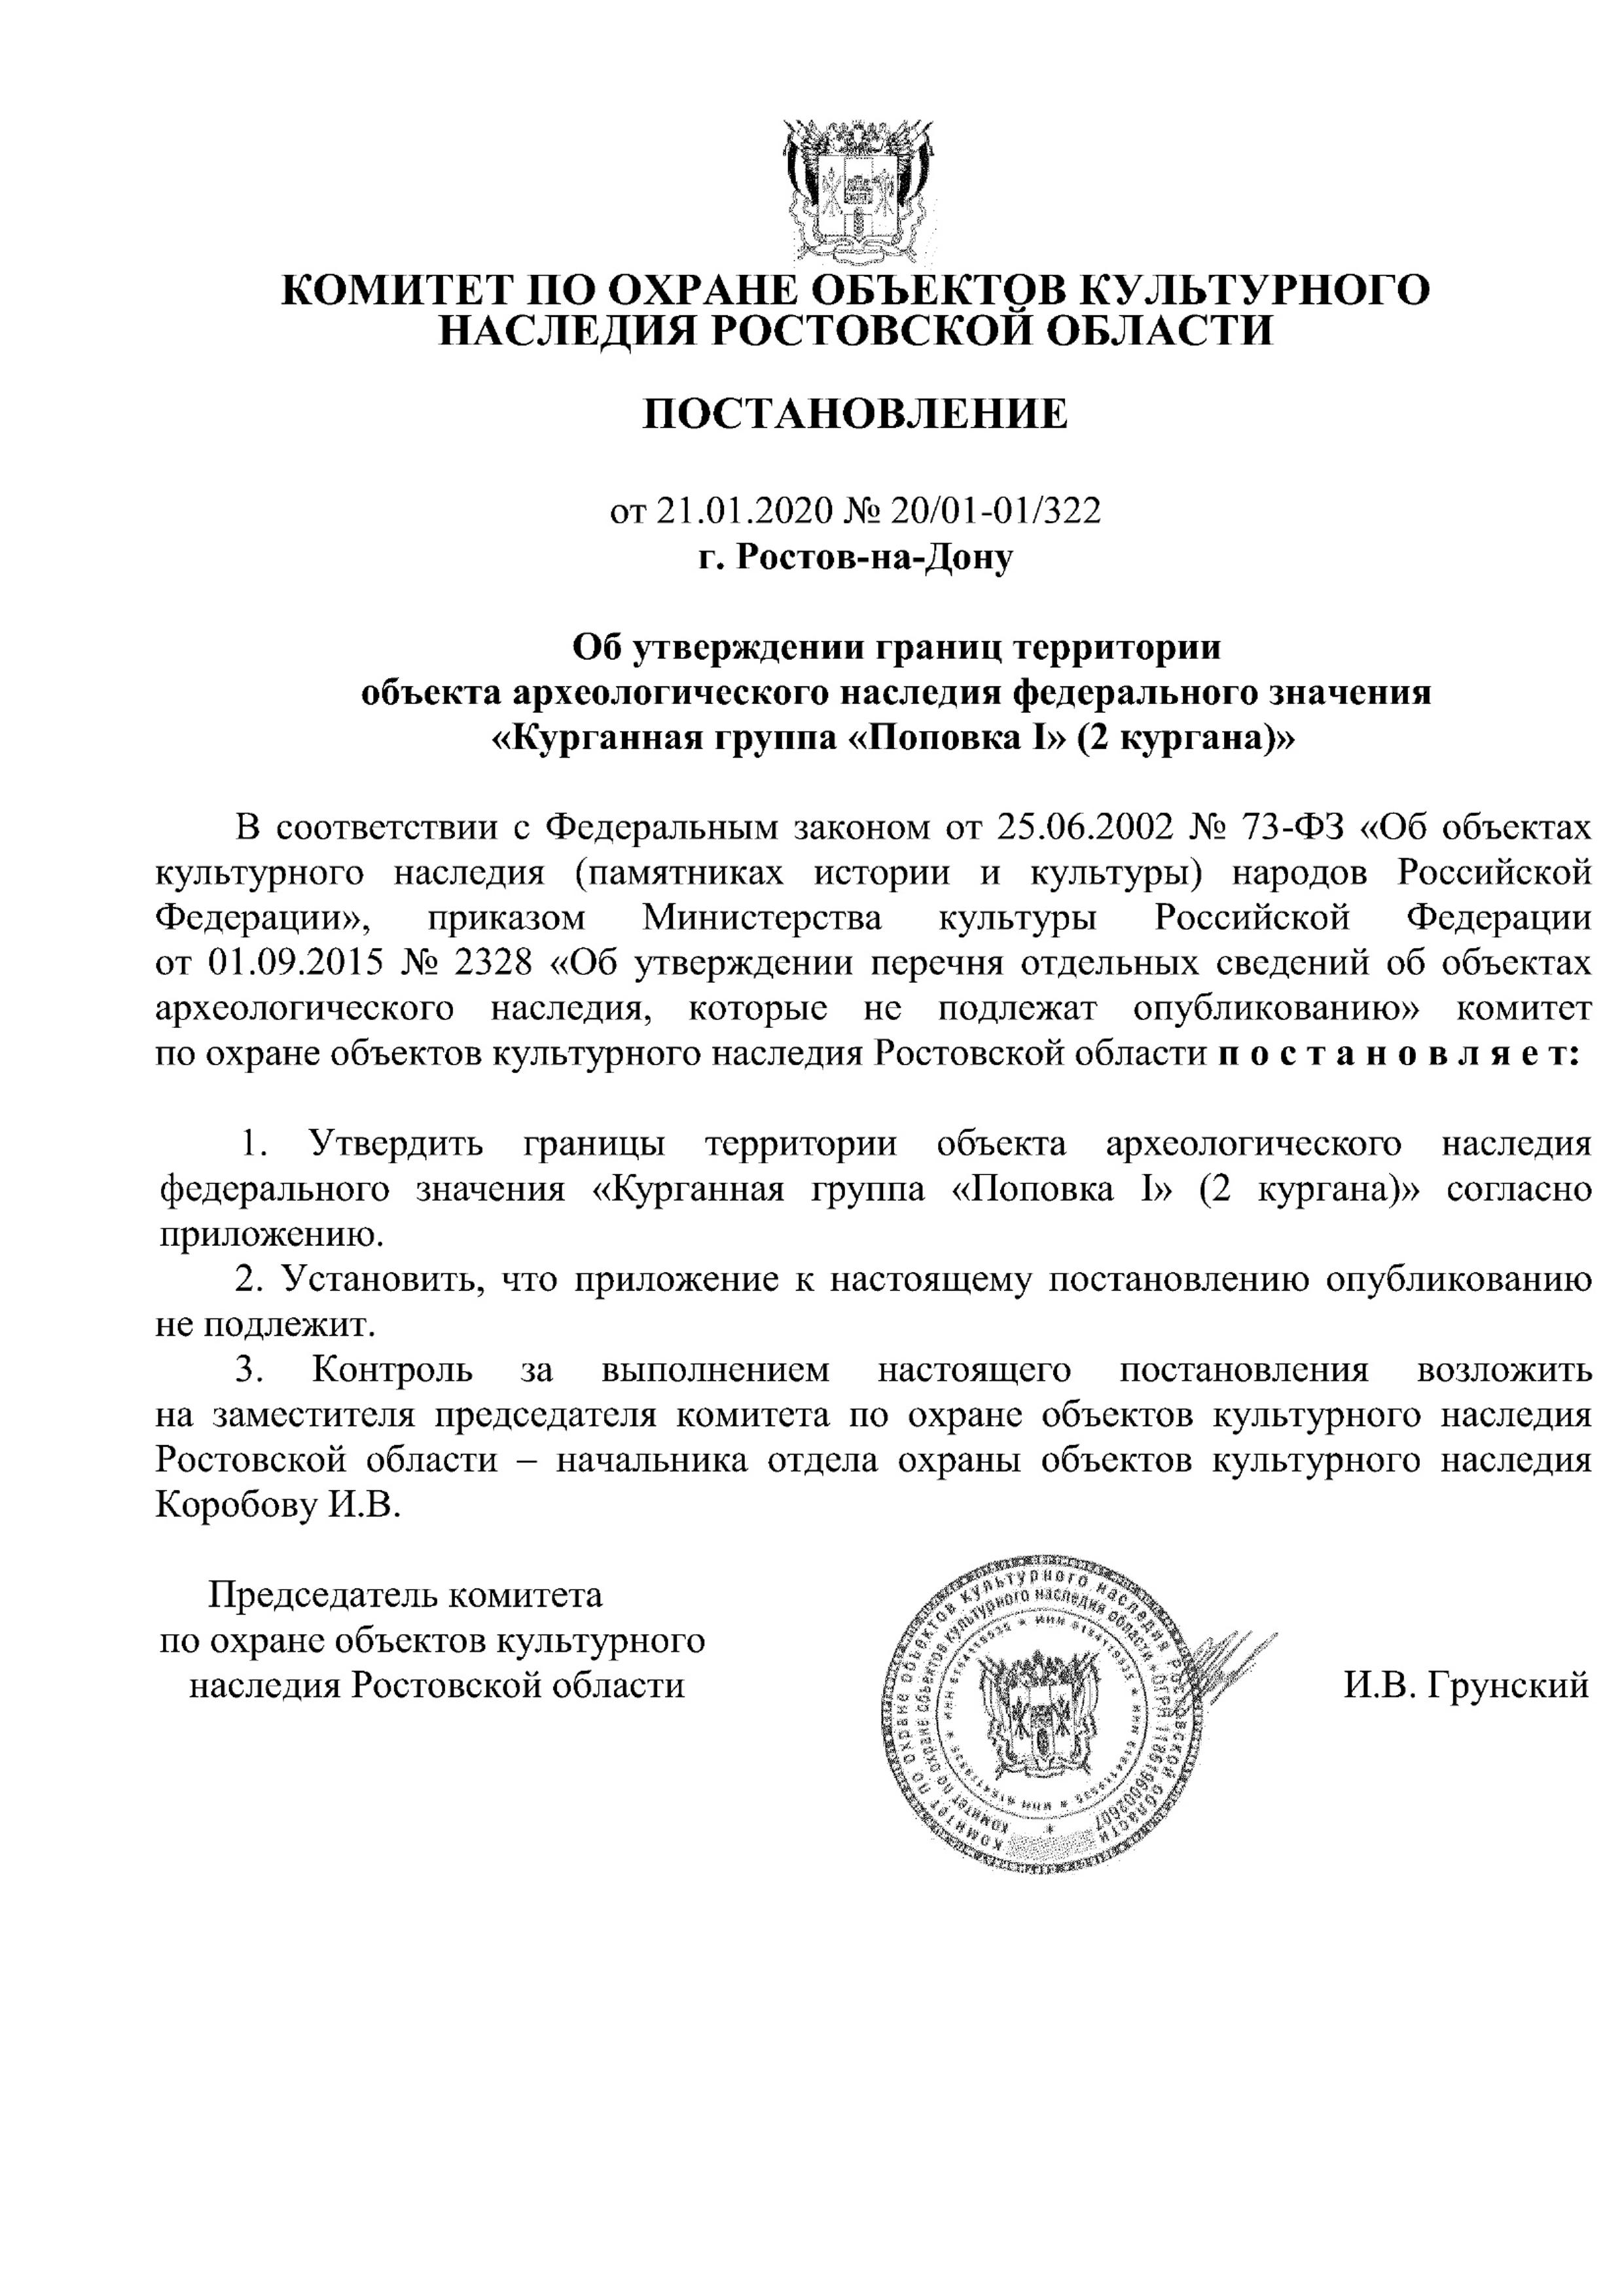 КОМИТЕТ ПО ОХРАНЕ ОБЪЕКТОВ КУЛЬТУРНОГО
НАСЛЕДИЯ РОСТОВСКОЙ ОБЛАСТИ
ПОСТАНОВЛЕНИЕ
от 21.01.2020 № 20/01-01/322
г. Ростов-на-Дону
Об утверждении границ территории
объекта археологического наследия федерального значения
«Курганная группа «Поповка I» (2 кургана)»
В соответствии с Федеральным законом от 25.06.2002 № 73-ФЗ «Об объектах
культурного наследия (памятниках истории и культуры) народов Российской
Федерации», приказом Министерства культуры Российской Федерации
от 01.09.2015 № 2328 «Об утверждении перечня отдельных сведений об объектах
археологического наследия, которые не подлежат опубликованию» комитет
по охране объектов культурного наследия Ростовской области п о с т а н о в л я е т:
1. Утвердить границы территории объекта археологического наследия
федерального значения «Курганная группа «Поповка I» (2 кургана)» согласно
приложению.
2. Установить, что приложение к настоящему постановлению опубликованию
не подлежит.
3. Контроль за выполнением настоящего постановления возложить
на заместителя председателя комитета по охране объектов культурного наследия
Ростовской области – начальника отдела охраны объектов культурного наследия
Коробову И.В.
Председатель комитета
по охране объектов культурного
наследия Ростовской области
И.В. Грунский
Комитет по охране объектов культурного наследия Ростовской области
Комитет по охране объектов культурного наследия области